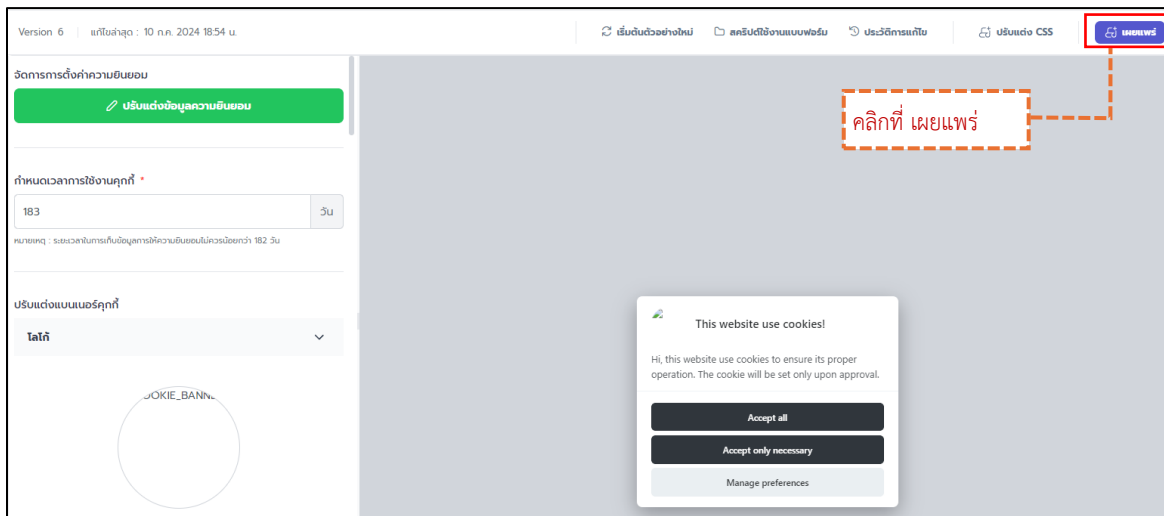 Version 6 แก้ไขล่าสุด : 10 ก.ค. 2024 18:54 น. เริ่มต้นตัวอย่างใหม่ สคริปต์ใช้งานแบบฟอร์ม ประวัติการแก้ไข ปรับแต่ง CSS เผยแพร่
จัดการการตั้งค่าความยินยอม
ปรับแต่งข้อมูลความยินยอม
คลิกที่ เผยแพร่
กำหนดเวลาการใช้งานคุกกี้ *
183 วัน
หมายเหตุ : ระยะเวลาในการเก็บข้อมูลการให้ความยินยอมไม่ควรน้อยกว่า 182 วัน
ปรับแต่งแบนเนอร์คุกกี้
โลโก้
This website use cookies!
Hi, this website use cookies to ensure its proper
operation. The cookie will be set only upon approval.
OOKIE_BANNE
Accept all
Accept only necessary
Manage preferences